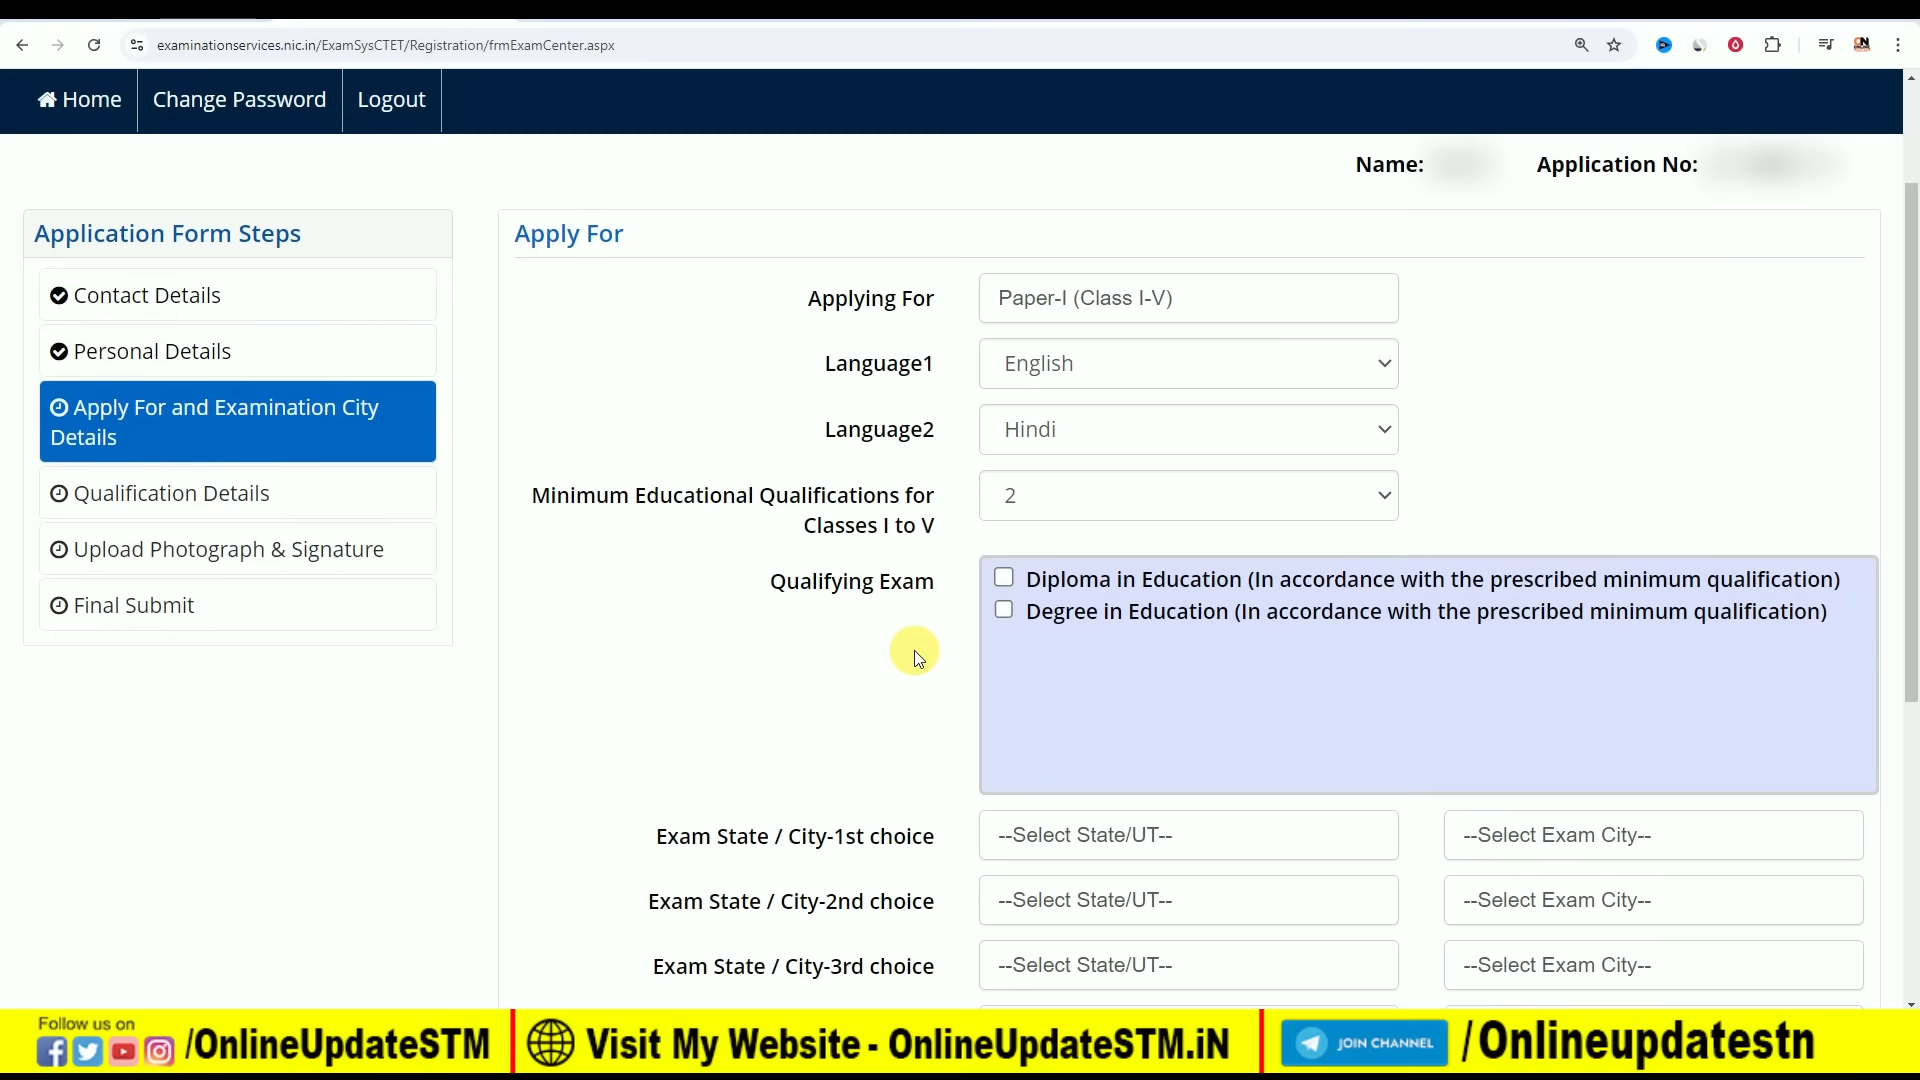 examinationservices.nic.in/ExamSysCTET/Registration/frmExamCenter.aspx
Home
Change Password
Logout
Name:
Application No:
Application Form Steps
Contact Details
Personal Details
Apply For and Examination City
Details
Qualification Details
Upload Photograph & Signature
Final Submit
Apply For
Applying For
Paper-I (Class I-V)
Language1
English
Language2
Hindi
Minimum Educational Qualifications for
Classes I to V
2
Qualifying Exam
Diploma in Education (In accordance with the prescribed minimum qualification)
Degree in Education (In accordance with the prescribed minimum qualification)
Exam State / City-1st choice
--Select State/UT--
--Select Exam City--
Exam State / City-2nd choice
--Select State/UT--
--Select Exam City--
Exam State / City-3rd choice
--Select State/UT--
--Select Exam City--
Follow us on
/OnlineUpdateSTM
Visit My Website - OnlineUpdateSTM.iN
JOIN CHANNEL
/Onlineupdatestn